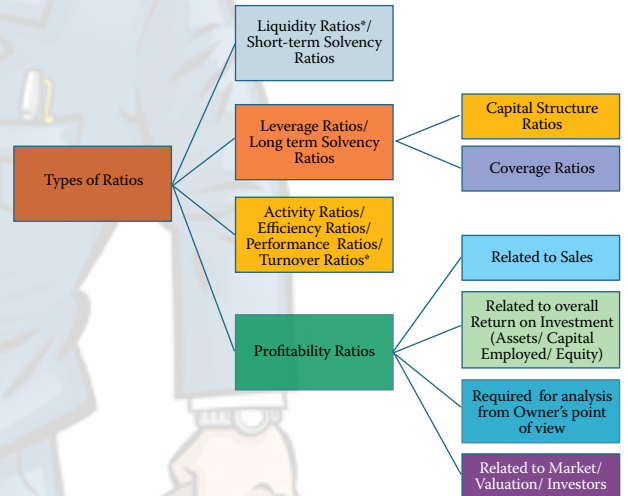 Liquidity Ratios*/
Short-term Solvency
Ratios
Leverage Ratios/
Long term Solvency
Ratios
Capital Structure
Ratios
Coverage Ratios
Types of Ratios
Activity Ratios/
Efficiency Ratios/
Performance Ratios/
Turnover Ratios*
Profitability Ratios
Related to Sales
Related to overall
Return on Investment
(Assets/ Capital
Employed/ Equity)
Required for analysis
from Owner's point
of view
Related to Market/
Valuation/ Investors